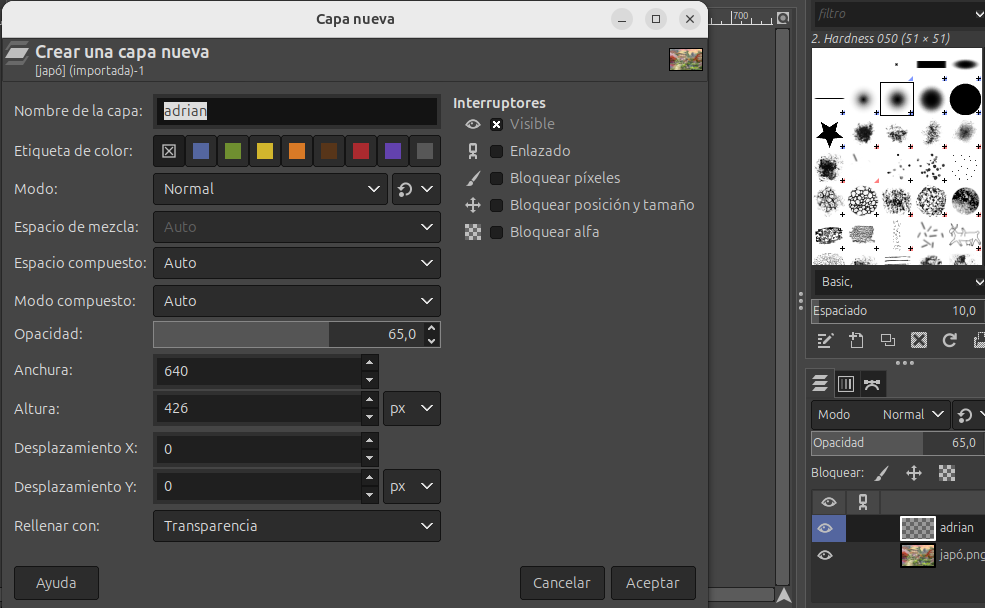 Capa nueva
Crear una capa nueva
[japó] (importada)-1
Nombre de la capa:
adrian
Etiqueta de color:
Modo:
Normal
Espacio de mezcla:
Auto
Espacio compuesto:
Auto
Modo compuesto:
Auto
Opacidad:
65,0
Anchura:
640
Altura:
426
px
Desplazamiento X:
0
Desplazamiento Y:
0
px
Rellenar con:
Transparencia
Interruptores
Visible
Enlazado
Bloquear píxeles
Bloquear posición y tamaño
Bloquear alfa
Ayuda
Cancelar
Aceptar
700
filtro
2. Hardness 050 (51 × 51)
Basic,
Espaciado 10,0
Modo Normal
Opacidad 65,0
Bloquear:
adrian
japó.png